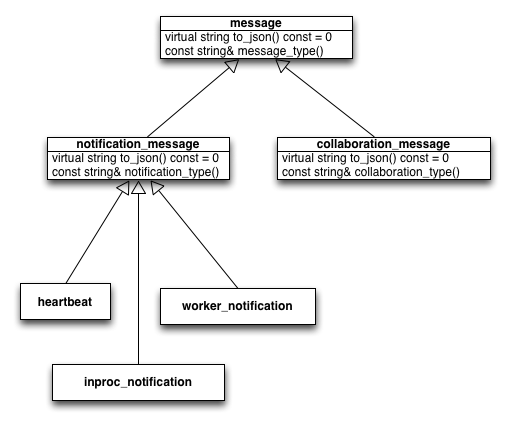 message
virtual string to_json() const = 0
const string& message_type()
notification_message
virtual string to_json() const = 0
const string& notification_type()
collaboration_message
virtual string to_json() const = 0
const string& collaboration_type()
heartbeat
worker_notification
inproc_notification